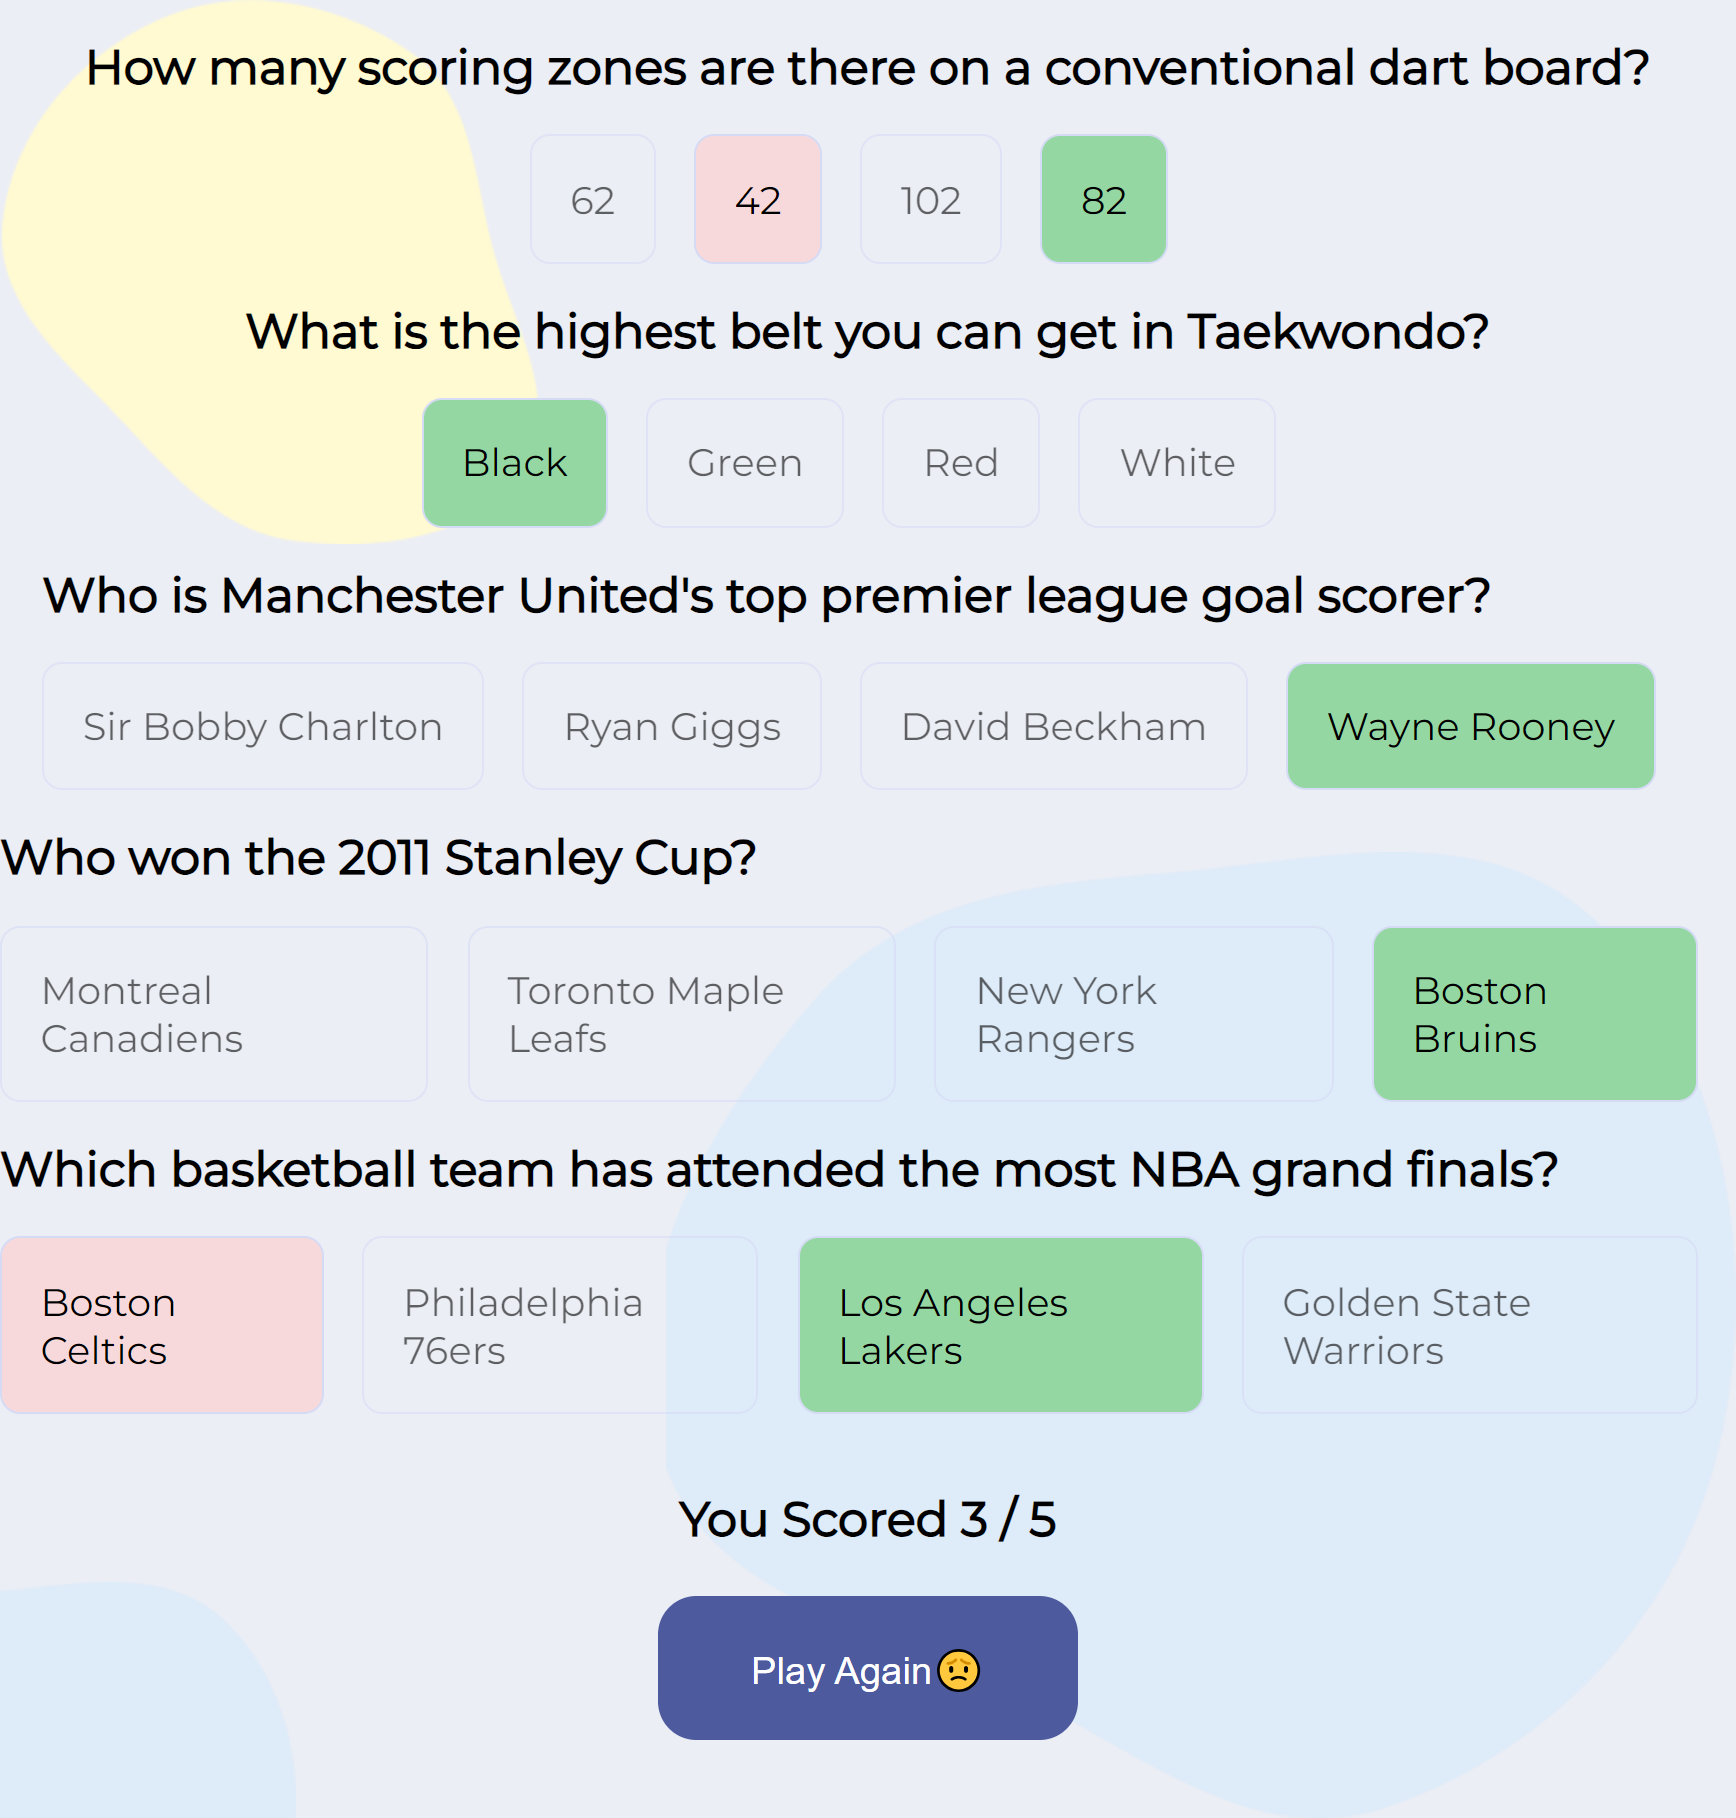 How many scoring zones are there on a conventional dart board?
62 42 102 82
What is the highest belt you can get in Taekwondo?
Black Green Red White
Who is Manchester United's top premier league goal scorer?
Sir Bobby Charlton Ryan Giggs David Beckham Wayne Rooney
Who won the 2011 Stanley Cup?
Montreal
Canadiens
Toronto Maple
Leafs
New York
Rangers
Boston
Bruins
Which basketball team has attended the most NBA grand finals?
Boston
Celtics
Philadelphia
76ers
Los Angeles
Lakers
Golden State
Warriors
You Scored 3 / 5
Play Again😟